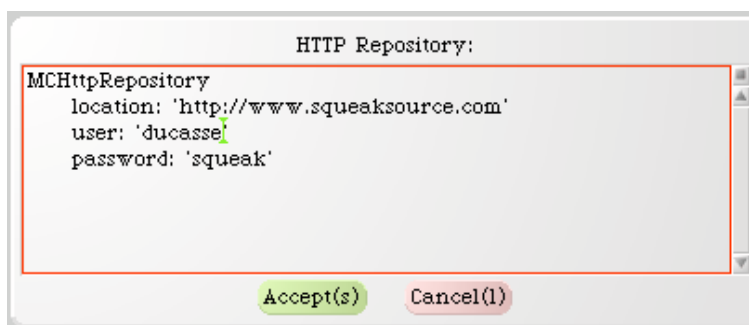 HTTP Repository:
MCHttpRepository
location: 'http://www.squeaksource.com'
user: 'ducasse'
password: 'squeak'
Accept(s) Cancel(l)